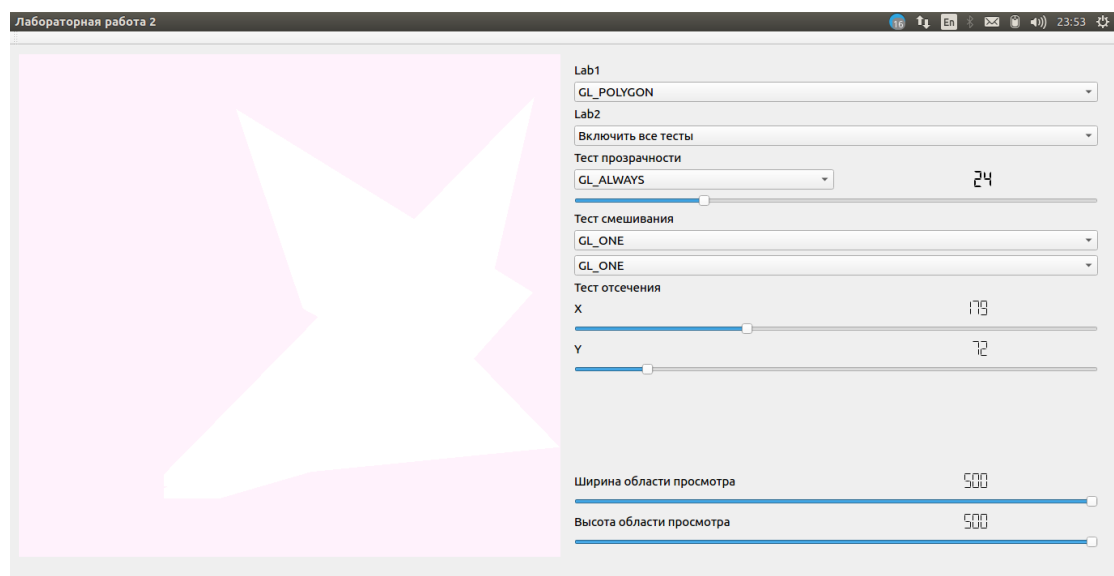 Лабораторная работа 2
16 En 23:53
Lab1
GL_POLYGON
Lab2
Включить все тесты
Тест прозрачности
GL_ALWAYS 24
Тест смешивания
GL_ONE
GL_ONE
Тест отсечения
X 179
Y 72
Ширина области просмотра 500
Высота области просмотра 500